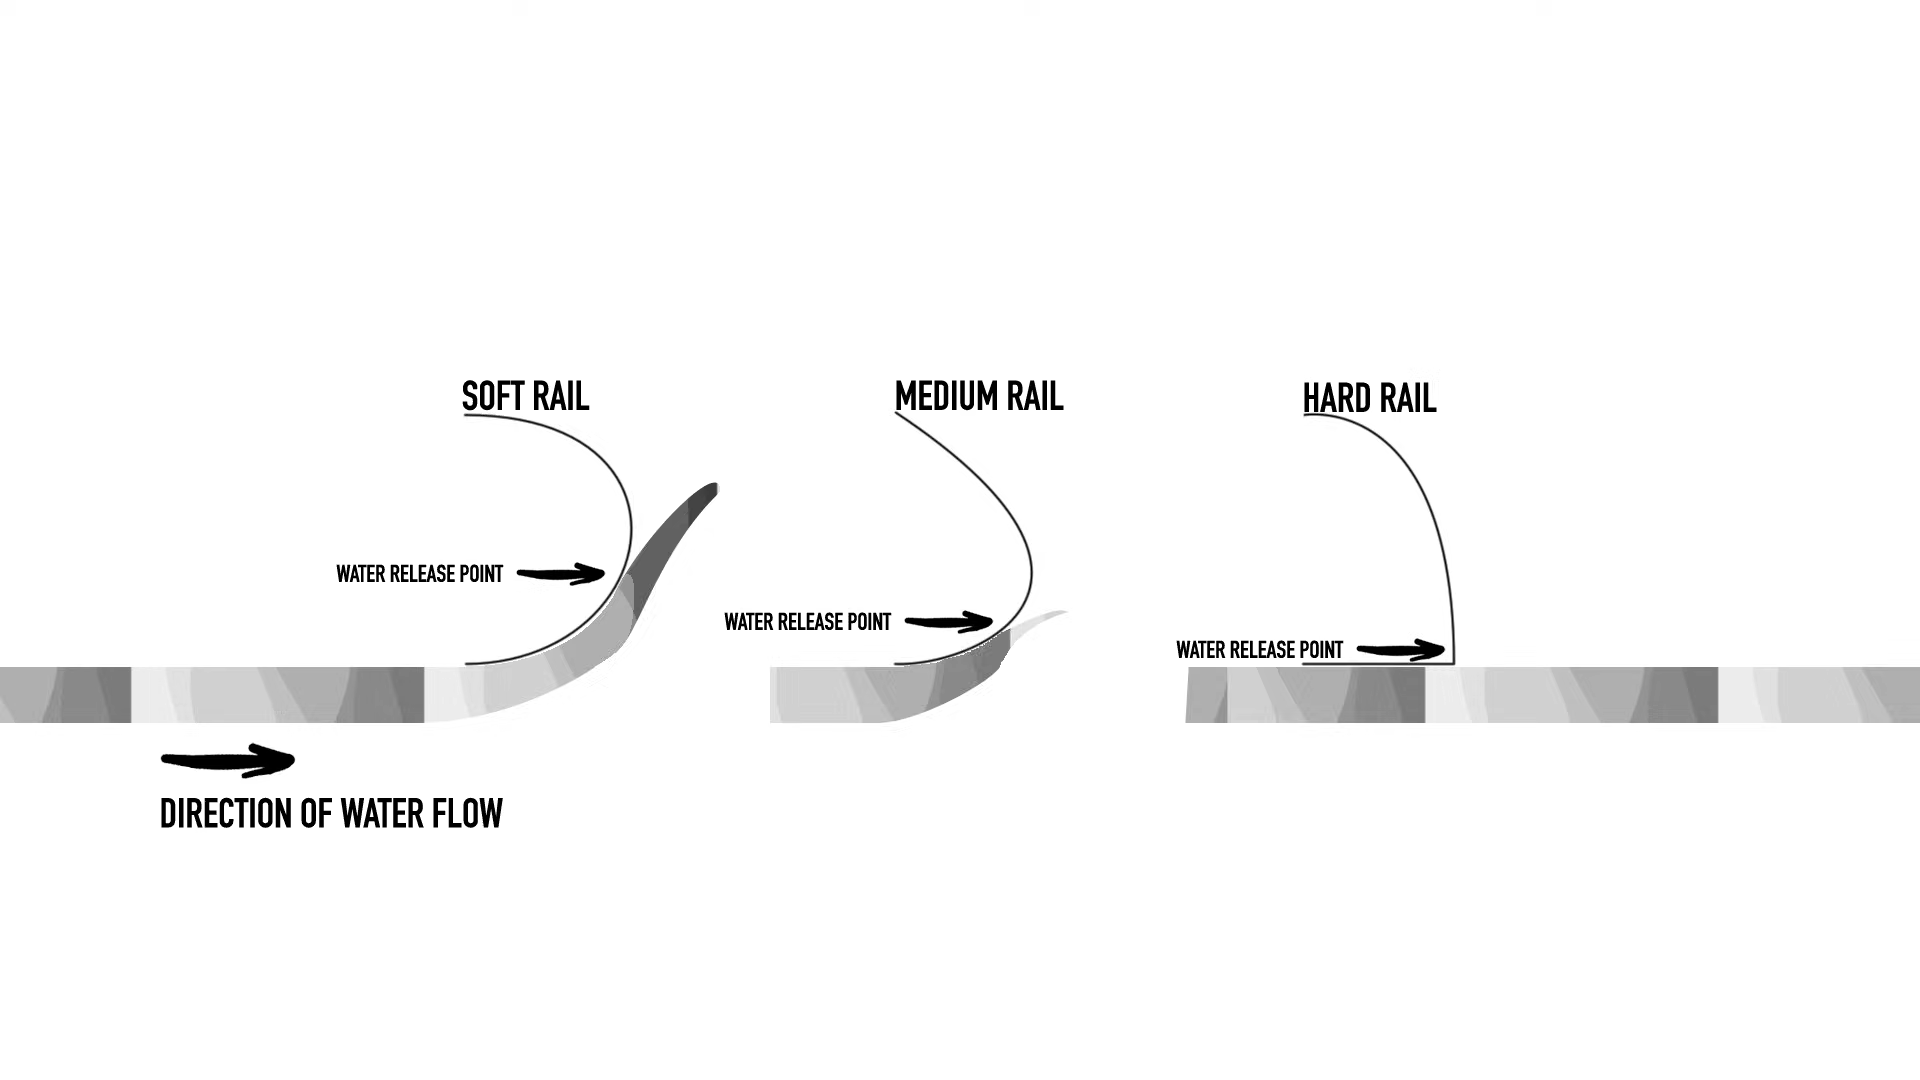 SOFT RAIL
MEDIUM RAIL
HARD RAIL
WATER RELEASE POINT
WATER RELEASE POINT
WATER RELEASE POINT
DIRECTION OF WATER FLOW